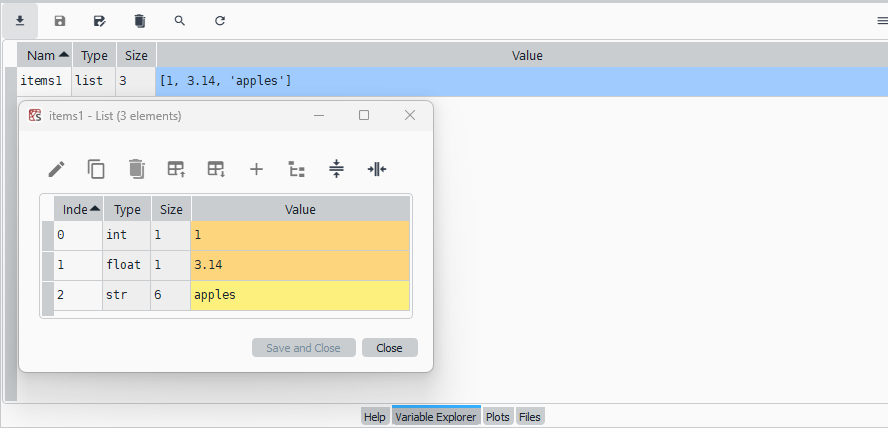 Nam Type Size Value
items1 list 3 [1, 3.14, 'apples']
items1 - List (3 elements)
Inde Type Size Value
0 int 1 1
1 float 1 3.14
2 str 6 apples
Save and Close Close
Help Variable Explorer Plots Files